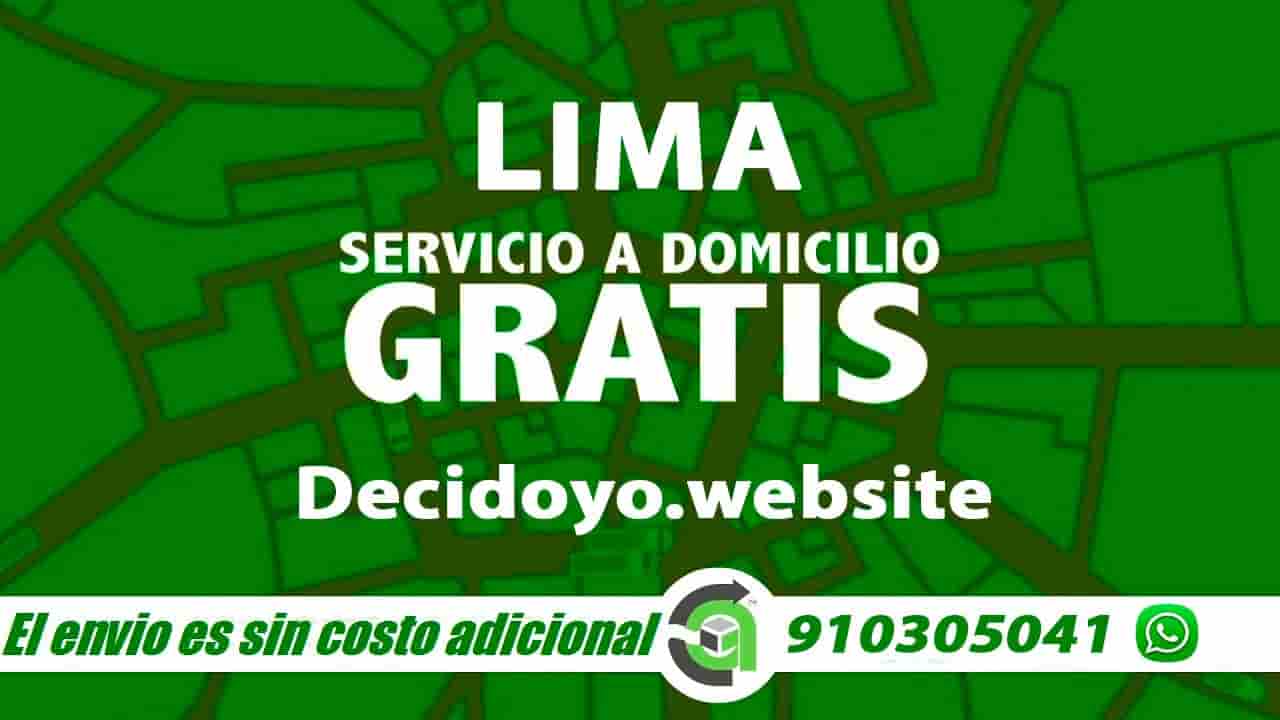 LIMA
SERVICIO A DOMICILIO
GRATIS
Decidoyo.website
El envio es sin costo adicional
910305041